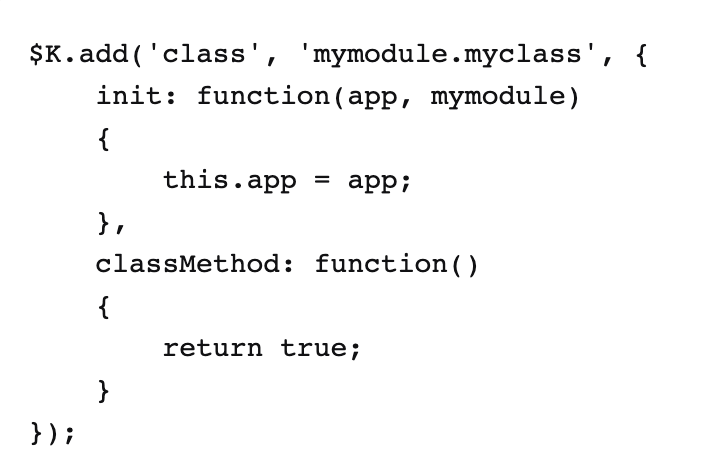 $K.add('class', 'mymodule.myclass', {
    init: function(app, mymodule)
    {
        this.app = app;
    },
    classMethod: function()
    {
        return true;
    }
});